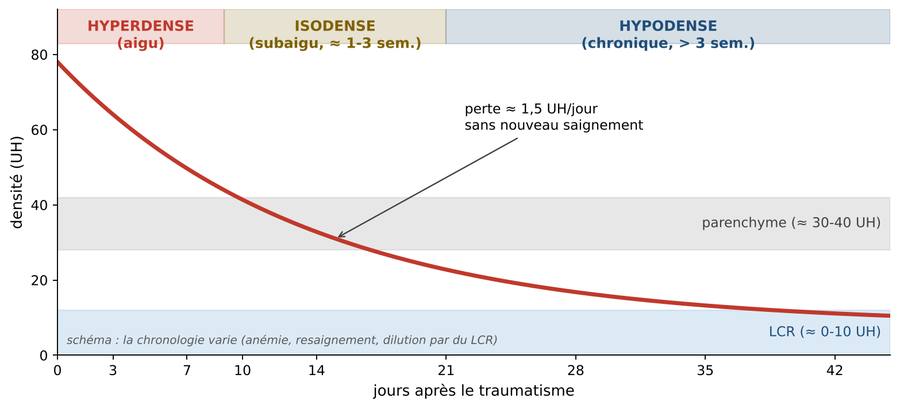 HYPERDENSE
(aigu)
ISODENSE
(subaigu, ≈ 1-3 sem.)
HYPODENSE
(chronique, > 3 sem.)
80
60
40
20
0
densité (UH)
perte ≈ 1,5 UH/jour
sans nouveau saignement
parenchyme (≈ 30-40 UH)
LCR (≈ 0-10 UH)
schéma : la chronologie varie (anémie, resaignement, dilution par du LCR)
0 3 7 10 14 21 28 35 42
jours après le traumatisme